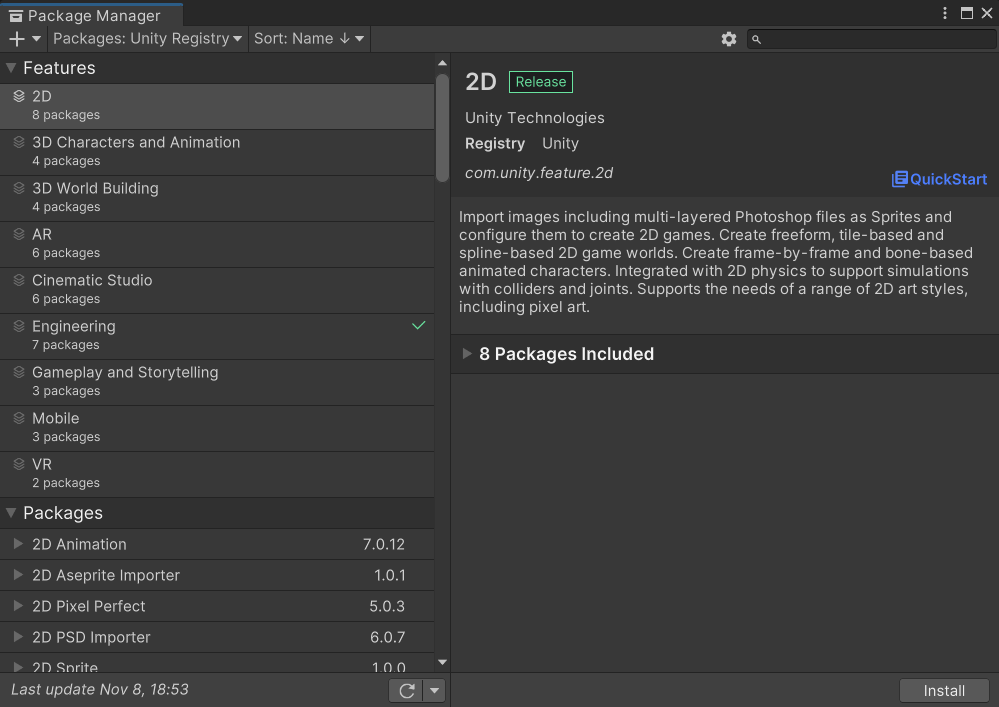 Package Manager
Packages: Unity Registry
Sort: Name ↓
Features
2D
8 packages
3D Characters and Animation
4 packages
3D World Building
4 packages
AR
6 packages
Cinematic Studio
6 packages
Engineering
7 packages
Gameplay and Storytelling
3 packages
Mobile
3 packages
VR
2 packages
Packages
2D Animation 7.0.12
2D Aseprite Importer 1.0.1
2D Pixel Perfect 5.0.3
2D PSD Importer 6.0.7
2D Sprite 1.0.0
Last update Nov 8, 18:53
2D Release
Unity Technologies
Registry Unity
com.unity.feature.2d
QuickStart
Import images including multi-layered Photoshop files as Sprites and
configure them to create 2D games. Create freeform, tile-based and
spline-based 2D game worlds. Create frame-by-frame and bone-based
animated characters. Integrated with 2D physics to support simulations
with colliders and joints. Supports the needs of a range of 2D art styles,
including pixel art.
8 Packages Included
Install